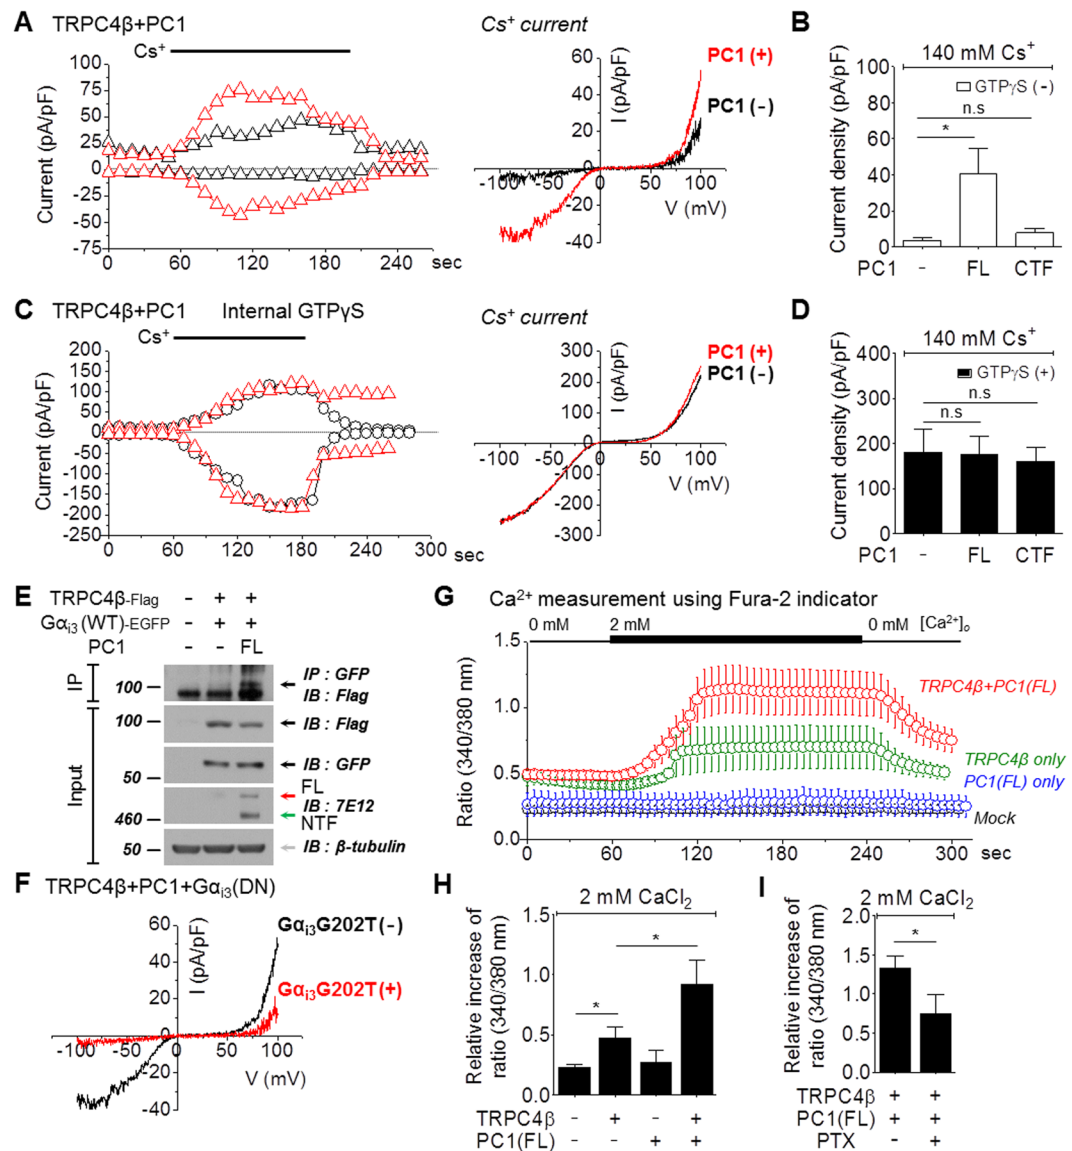 A TRPC4β+PC1
Cs⁺
Current (pA/pF)
100
75
50
25
0
-25
-50
-75
0 60 120 180 240 sec
Cs⁺ current
PC1 (+)
PC1 (-)
I (pA/pF)
60
40
20
0
-20
-40
-100 -50 0 50 100
V (mV)
B
140 mM Cs⁺
GTPγS (-)
n.s
*
Current density (pA/pF)
100
80
60
40
20
0
PC1 - FL CTF
C TRPC4β+PC1 Internal GTPγS
Cs⁺
Current (pA/pF)
200
150
100
50
0
-50
-100
-150
-200
-250
0 60 120 180 240 300 sec
Cs⁺ current
PC1 (+)
PC1 (-)
I (pA/pF)
300
200
100
0
-100
-200
-300
-100 -50 0 50 100
V (mV)
D
140 mM Cs⁺
GTPγS (+)
n.s
n.s
Current density (pA/pF)
400
300
200
100
0
PC1 - FL CTF
E TRPC4β-Flag - + +
Gαi3 (WT)-EGFP - + +
PC1 - - FL
IP
100
IP : GFP
IB : Flag
Input
100
IB : Flag
50
IB : GFP
FL
IB : 7E12
460
NTF
50
IB : β-tubulin
F TRPC4β+PC1+Gαi3(DN)
Gαi3G202T(-)
Gαi3G202T(+)
I (pA/pF)
60
40
20
0
-20
-40
-100 -50 0 50 100
V (mV)
G Ca²⁺ measurement using Fura-2 indicator
0 mM 2 mM 0 mM [Ca²⁺]o
Ratio (340/380 nm)
1.5
1.0
0.5
0.0
TRPC4β+PC1(FL)
TRPC4β only
PC1(FL) only
Mock
0 60 120 180 240 300 sec
H
2 mM CaCl₂
*
*
Relative increase of
ratio (340/380 nm)
1.5
1.0
0.5
0.0
TRPC4β - + - +
PC1(FL) - - + +
I
2 mM CaCl₂
*
Relative increase of
ratio (340/380 nm)
2.0
1.5
1.0
0.5
0.0
TRPC4β + +
PC1(FL) + +
PTX - +